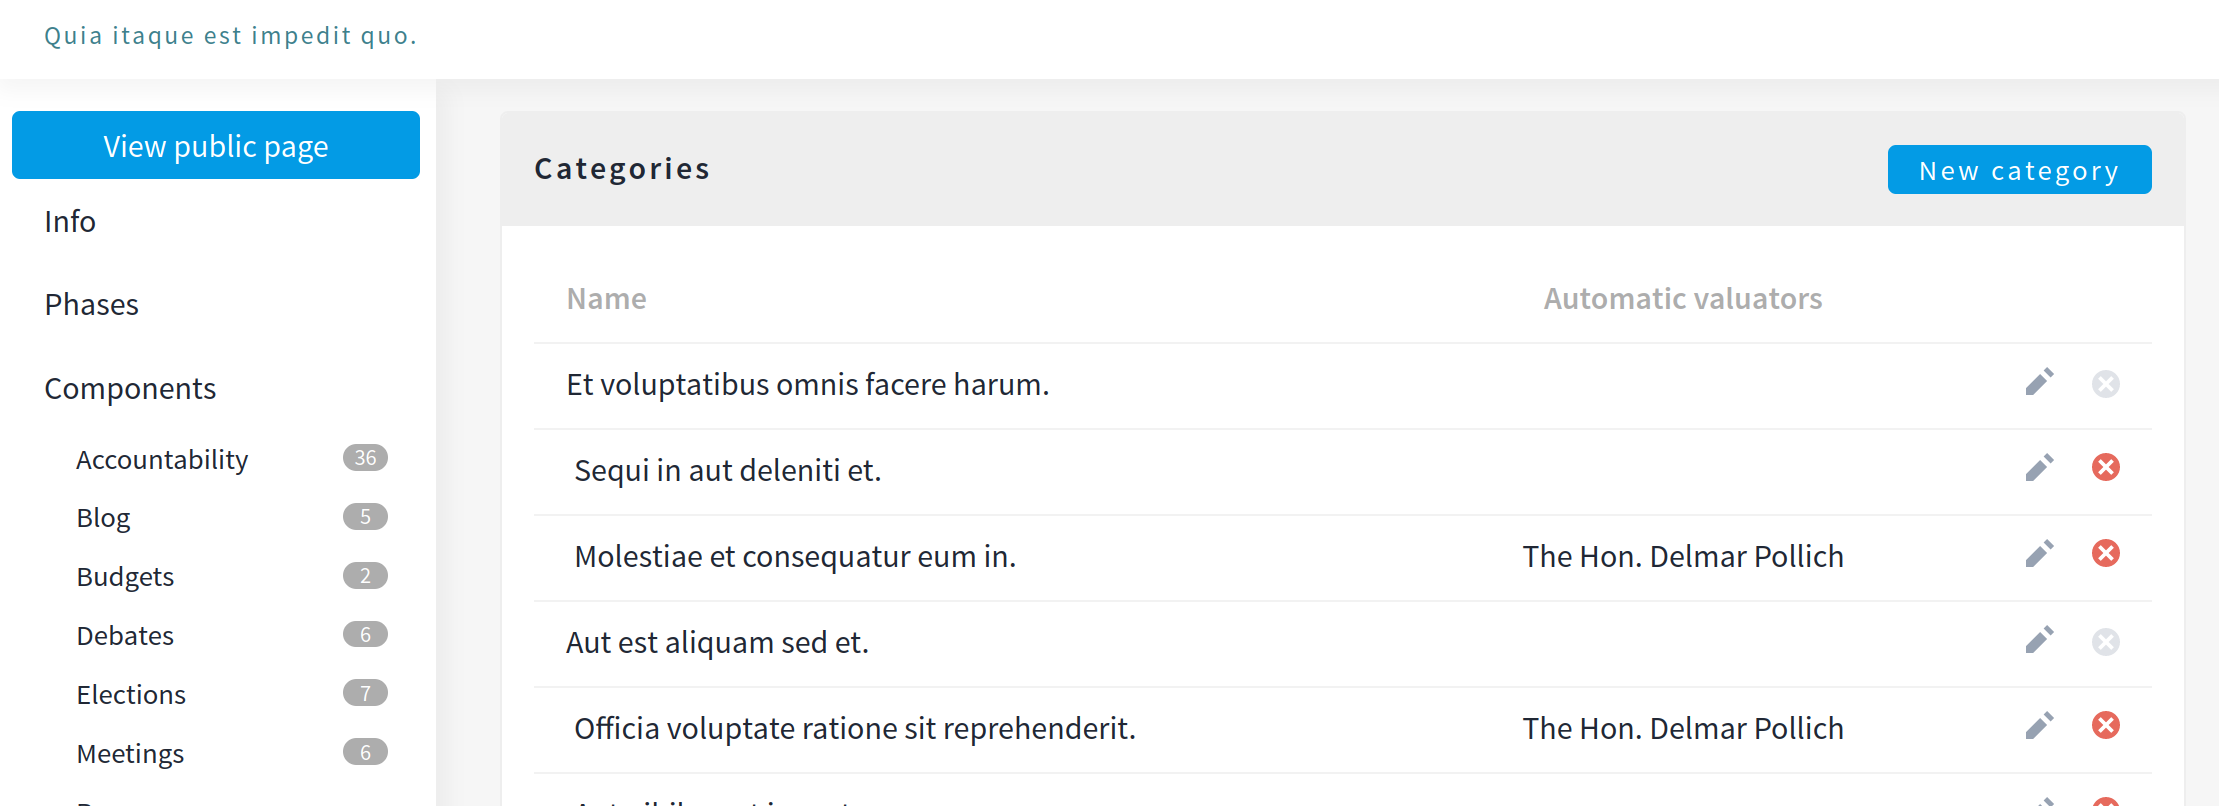 Quia itaque est impedit quo.
View public page
Info
Phases
Components
Accountability 36
Blog 5
Budgets 2
Debates 6
Elections 7
Meetings 6
Categories
New category
Name Automatic valuators
Et voluptatibus omnis facere harum.
Sequi in aut deleniti et.
Molestiae et consequatur eum in. The Hon. Delmar Pollich
Aut est aliquam sed et.
Officia voluptate ratione sit reprehenderit. The Hon. Delmar Pollich